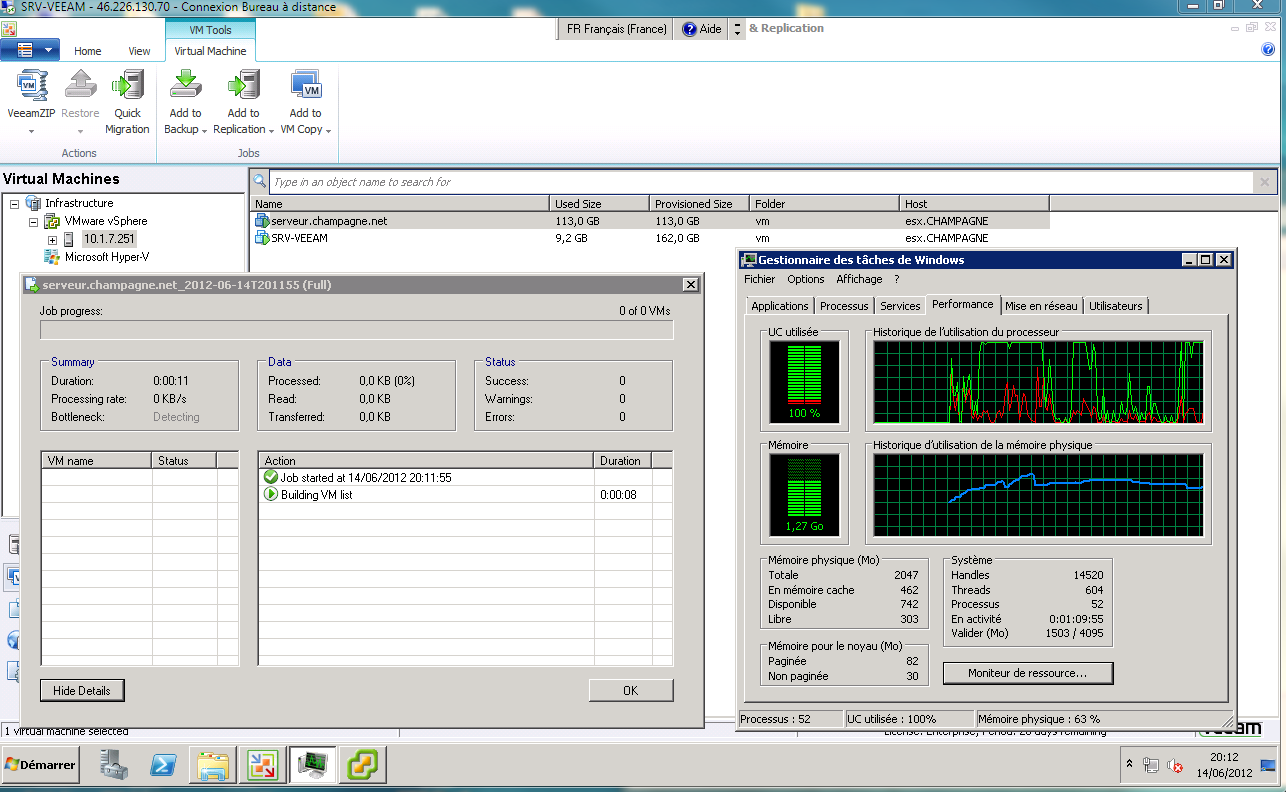 SRV-VEEAM - 46.226.130.70 - Connexion Bureau à distance
VM Tools
FR Français (France)
Aide
& Replication
Home
View
Virtual Machine
VeeamZIP
Restore
Quick Migration
Add to Backup
Add to Replication
Add to VM Copy
Actions
Jobs
Virtual Machines
Type in an object name to search for
Infrastructure
VMware vSphere
10.1.7.251
Microsoft Hyper-V
Name Used Size Provisioned Size Folder Host
serveur.champagne.net 113,0 GB 113,0 GB vm esx.CHAMPAGNE
SRV-VEEAM 9,2 GB 162,0 GB vm esx.CHAMPAGNE
serveur.champagne.net_2012-06-14T201155 (Full)
Job progress: 0 of 0 VMs
Summary
Duration: 0:00:11
Processing rate: 0 KB/s
Bottleneck: Detecting
Data
Processed: 0,0 KB (0%)
Read: 0,0 KB
Transferred: 0,0 KB
Status
Success: 0
Warnings: 0
Errors: 0
VM name Status
Action Duration
Job started at 14/06/2012 20:11:55
Building VM list 0:00:08
Hide Details
OK
Gestionnaire des tâches de Windows
Fichier Options Affichage ?
Applications Processus Services Performance Mise en réseau Utilisateurs
UC utilisée
100 %
Historique de l'utilisation du processeur
Mémoire
1,27 Go
Historique d'utilisation de la mémoire physique
Mémoire physique (Mo)
Totale 2047
En mémoire cache 462
Disponible 742
Libre 303
Système
Handles 14520
Threads 604
Processus 52
En activité 0:01:09:55
Valider (Mo) 1503 / 4095
Mémoire pour le noyau (Mo)
Paginée 82
Non paginée 30
Moniteur de ressource...
Processus : 52 UC utilisée : 100% Mémoire physique : 63 %
1 virtual machine selected
License: Enterprise, Period: 28 days remaining
veeam
Démarrer
20:12
14/06/2012